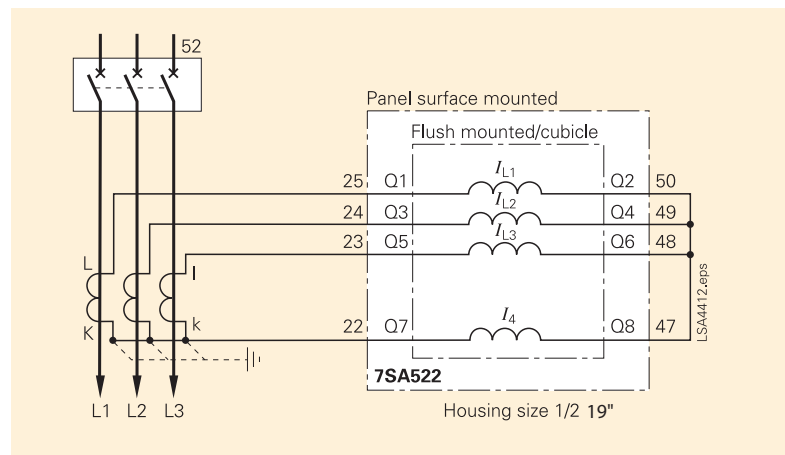 52
Panel surface mounted
Flush mounted/cubicle
25 Q1 IL1 Q2 50
24 Q3 IL2 Q4 49
23 Q5 IL3 Q6 48
L l
K k
22 Q7 I4 Q8 47
LSA4412.eps
7SA522
L1 L2 L3
Housing size 1/2 19"